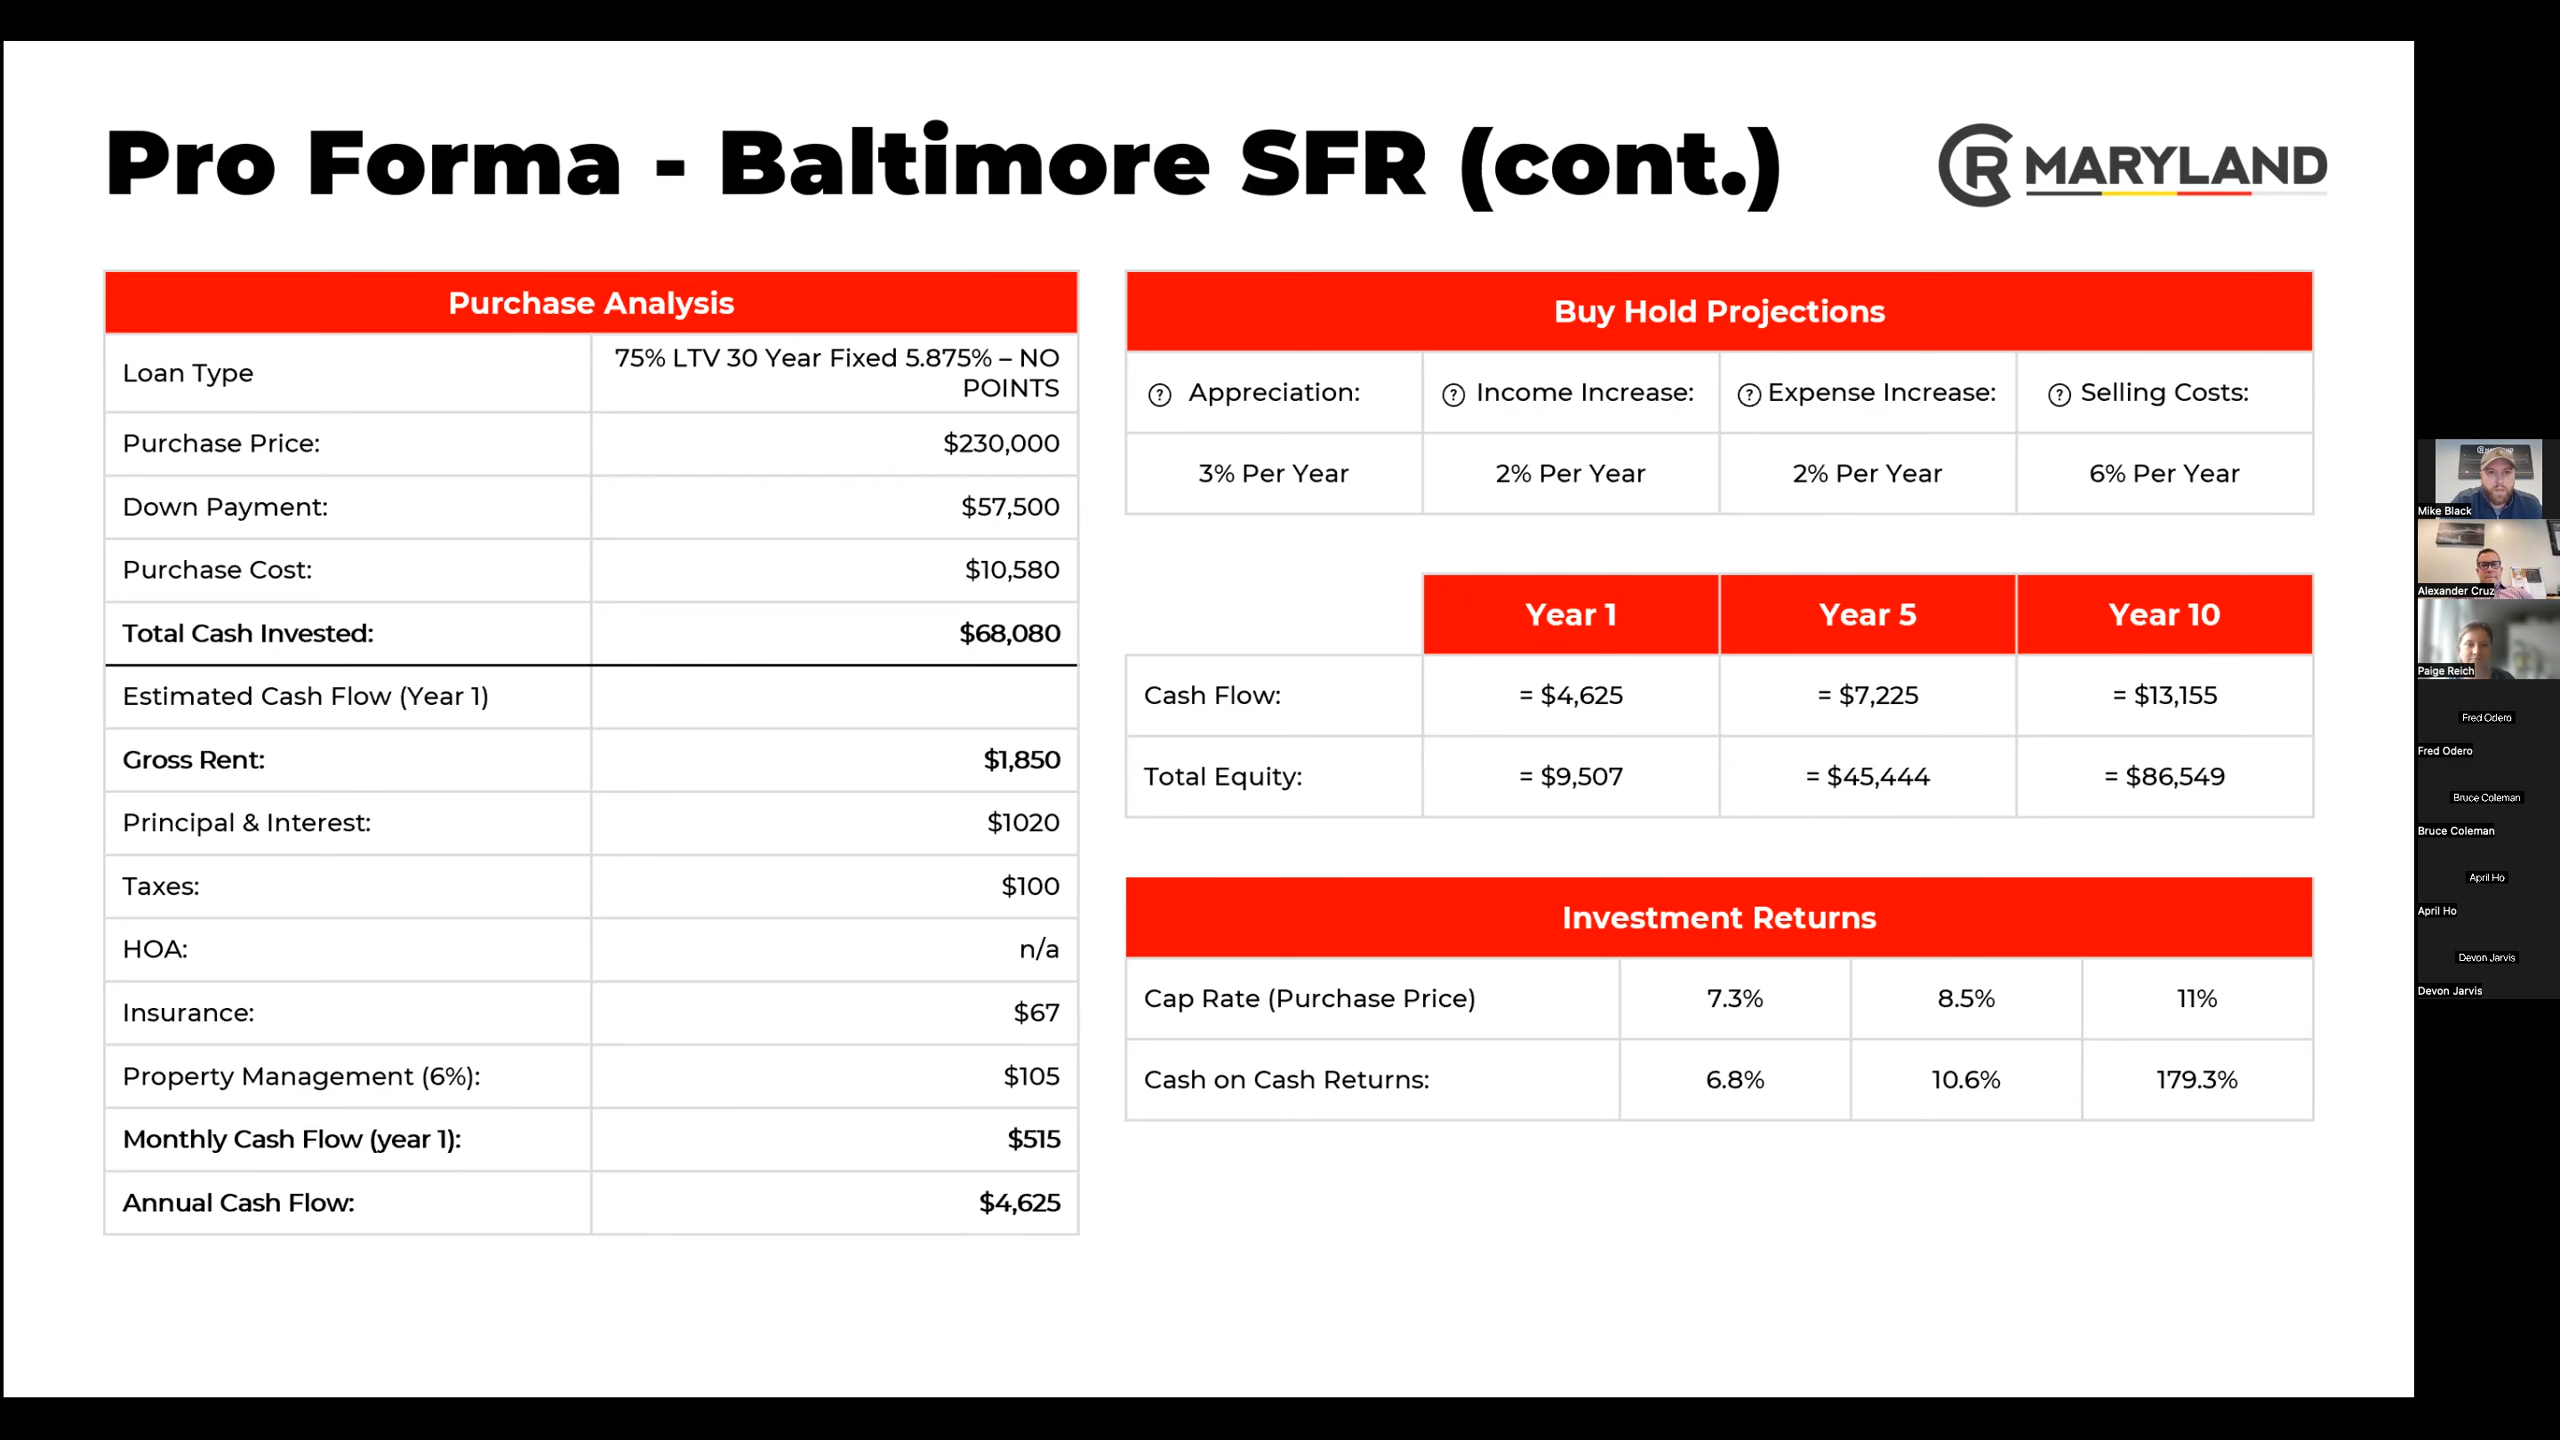 Pro Forma - Baltimore SFR (cont.)
CR MARYLAND
Purchase Analysis
Loan Type
75% LTV 30 Year Fixed 5.875% – NO
POINTS
Purchase Price: $230,000
Down Payment: $57,500
Purchase Cost: $10,580
Total Cash Invested: $68,080
Estimated Cash Flow (Year 1)
Gross Rent: $1,850
Principal & Interest: $1020
Taxes: $100
HOA: n/a
Insurance: $67
Property Management (6%): $105
Monthly Cash Flow (year 1): $515
Annual Cash Flow: $4,625
Buy Hold Projections
? Appreciation: ? Income Increase: ? Expense Increase: ? Selling Costs:
3% Per Year 2% Per Year 2% Per Year 6% Per Year
Year 1 Year 5 Year 10
Cash Flow: = $4,625 = $7,225 = $13,155
Total Equity: = $9,507 = $45,444 = $86,549
Investment Returns
Cap Rate (Purchase Price) 7.3% 8.5% 11%
Cash on Cash Returns: 6.8% 10.6% 179.3%
Mike Black
Alexander Cruz
Paige Reich
Fred Odero
Fred Odero
Bruce Coleman
Bruce Coleman
April Ho
April Ho
Devon Jarvis
Devon Jarvis